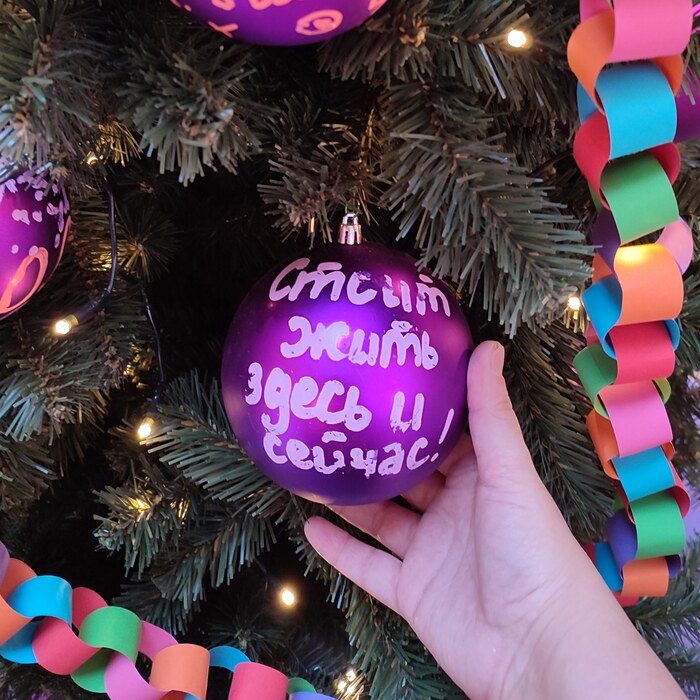 Стоит
жить
здесь и
сейчас!